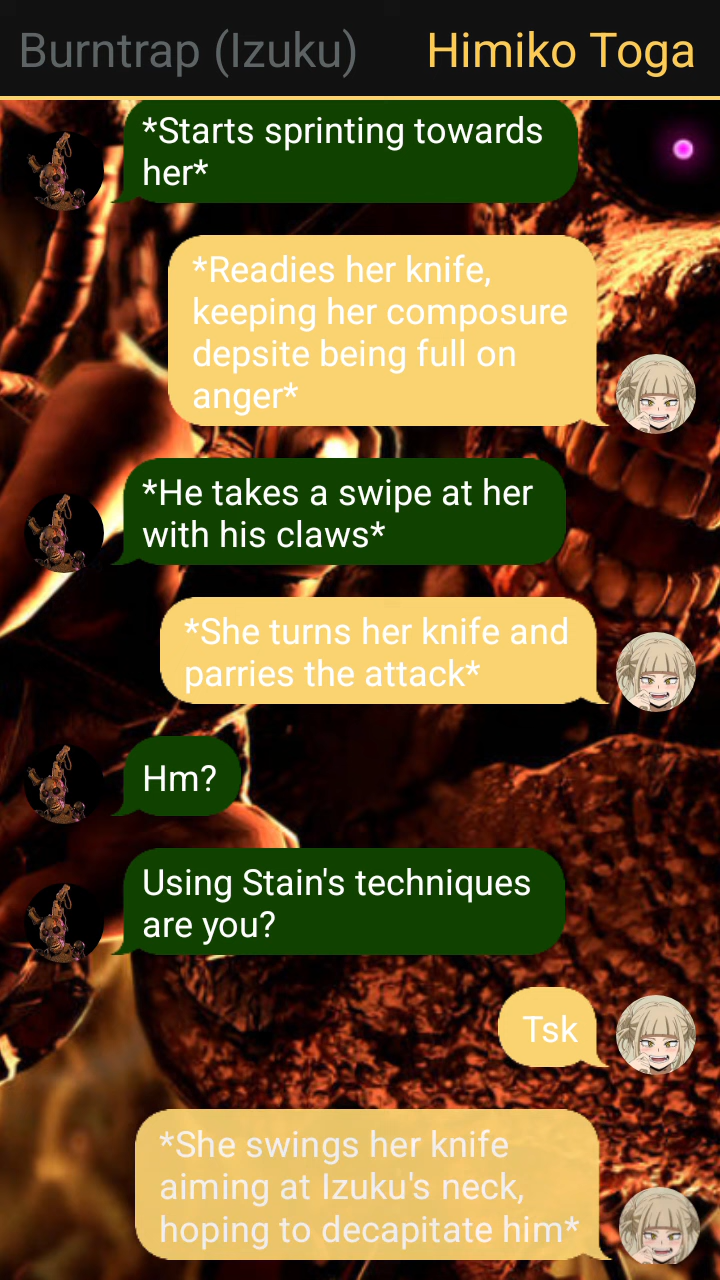 Burntrap (Izuku) Himiko Toga
*Starts sprinting towards
her*
*Readies her knife,
keeping her composure
depsite being full on
anger*
*He takes a swipe at her
with his claws*
*She turns her knife and
parries the attack*
Hm?
Using Stain's techniques
are you?
Tsk
*She swings her knife
aiming at Izuku's neck,
hoping to decapitate him*